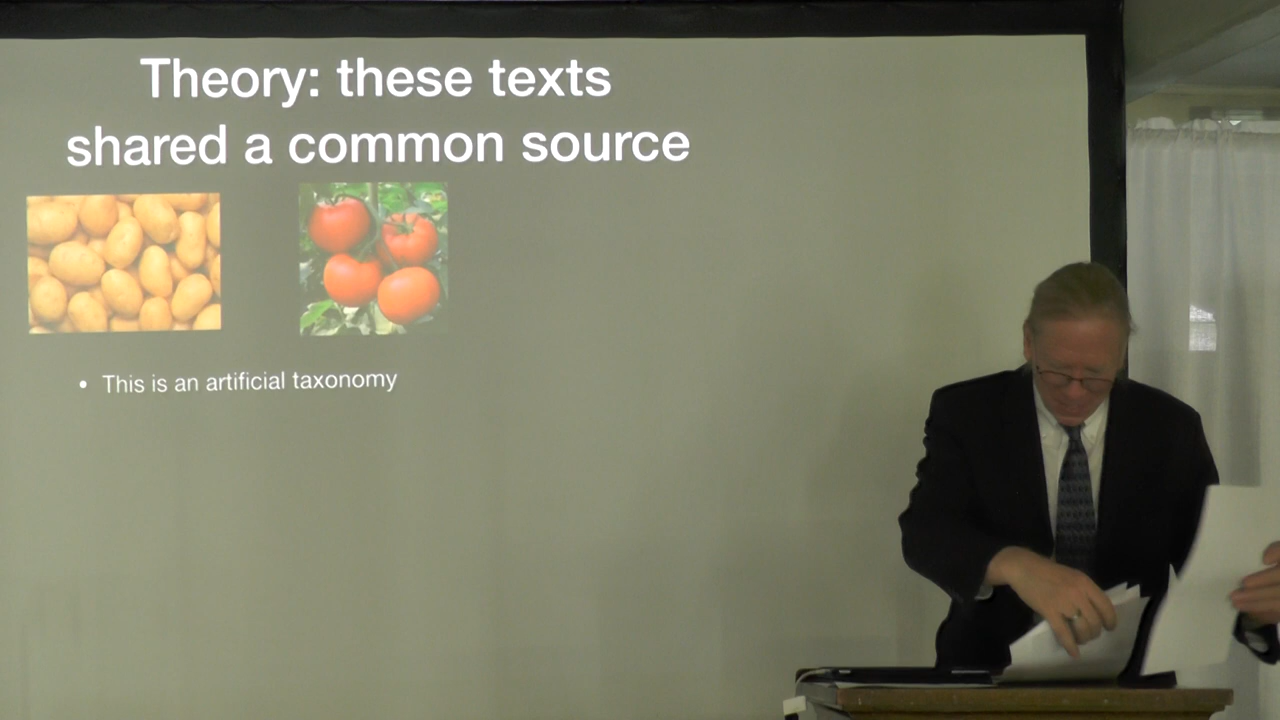 Theory: these texts
shared a common source
• This is an artificial taxonomy